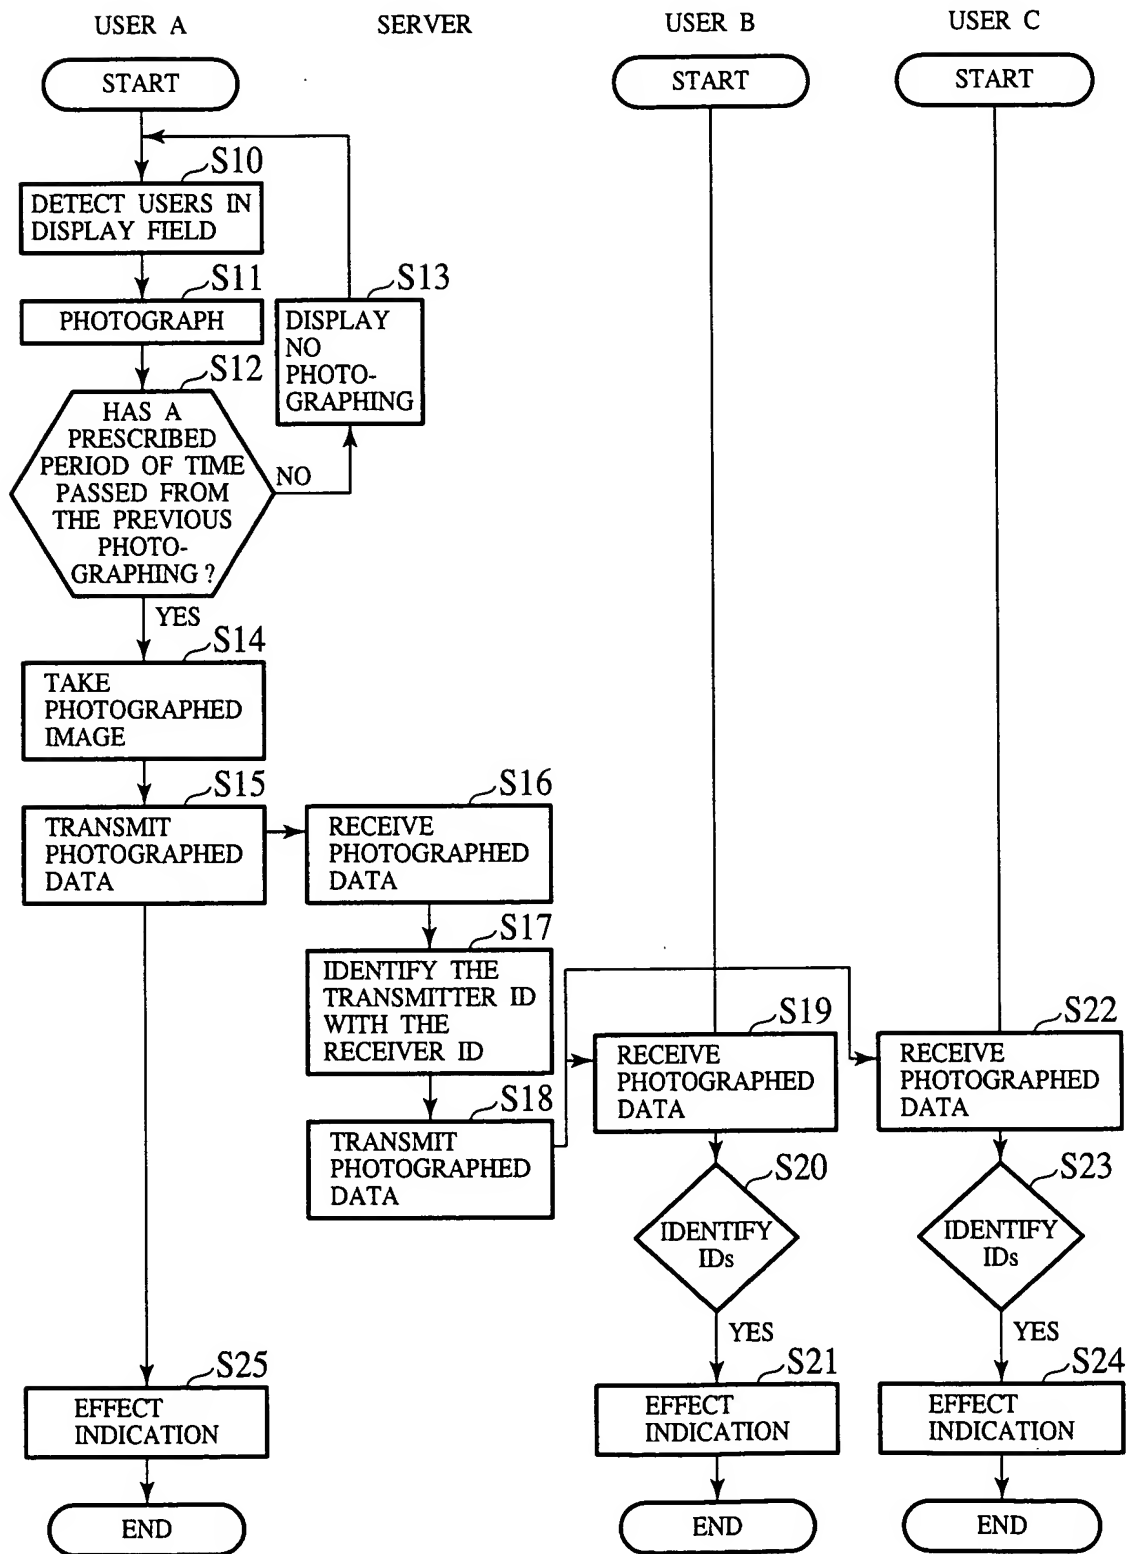 USER A
SERVER
USER B
USER C
START
START
START
S10
DETECT USERS IN
DISPLAY FIELD
S11
PHOTOGRAPH
S13
DISPLAY
NO
PHOTO-
GRAPHING
S12
HAS A
PRESCRIBED
PERIOD OF TIME
PASSED FROM
THE PREVIOUS
PHOTO-
GRAPHING ?
NO
YES
S14
TAKE
PHOTOGRAPHED
IMAGE
S15
TRANSMIT
PHOTOGRAPHED
DATA
S16
RECEIVE
PHOTOGRAPHED
DATA
S17
IDENTIFY THE
TRANSMITTER ID
WITH THE
RECEIVER ID
S18
TRANSMIT
PHOTOGRAPHED
DATA
S19
RECEIVE
PHOTOGRAPHED
DATA
S22
RECEIVE
PHOTOGRAPHED
DATA
S20
IDENTIFY
IDs
YES
S23
IDENTIFY
IDs
YES
S25
EFFECT
INDICATION
S21
EFFECT
INDICATION
S24
EFFECT
INDICATION
END
END
END